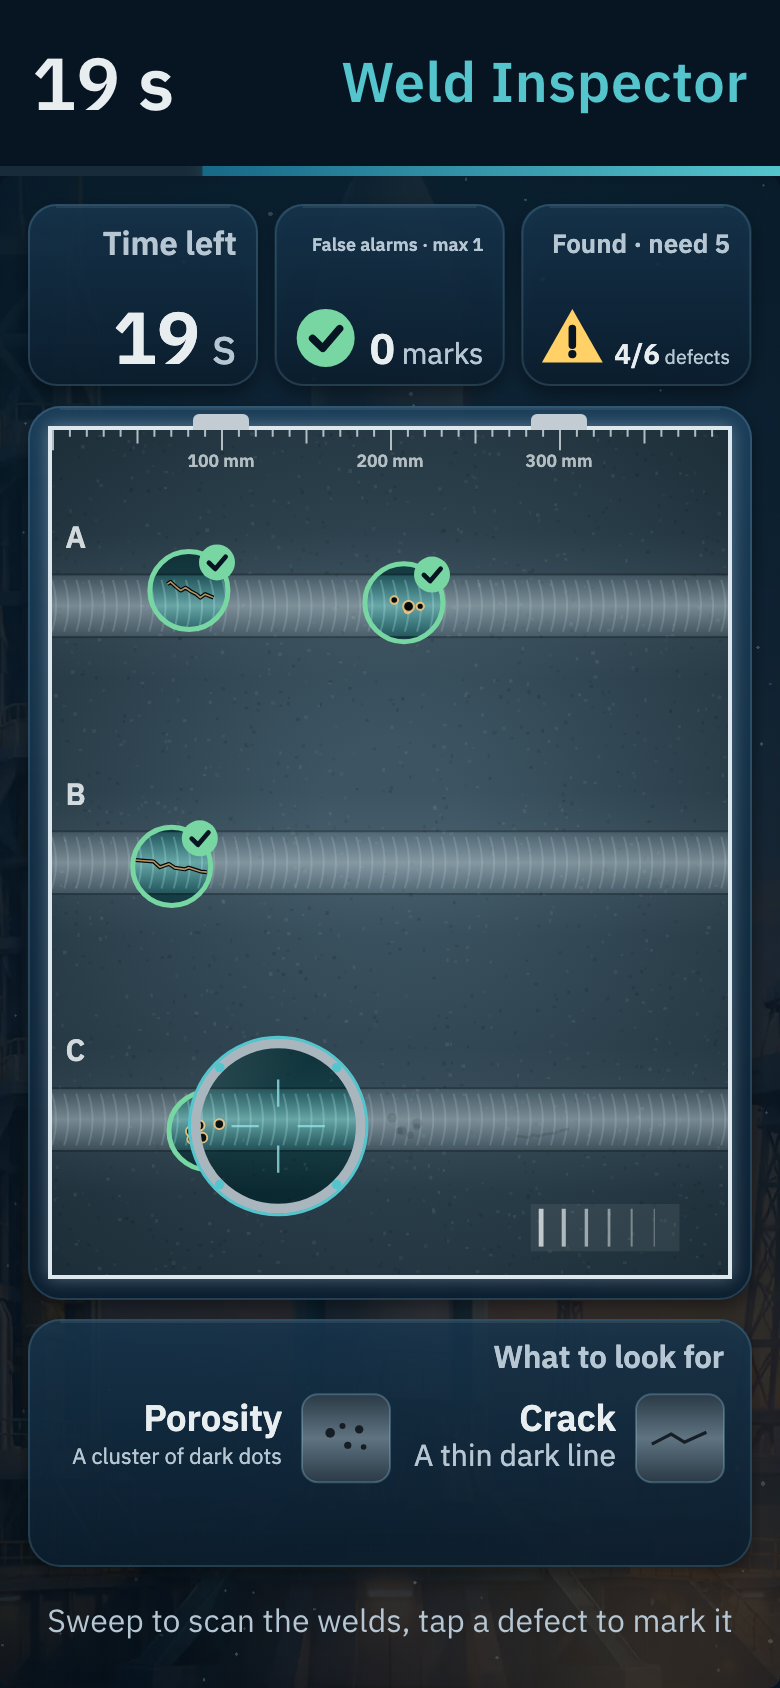 19 s
Weld Inspector
Time left
19 s
False alarms · max 1
0 marks
Found · need 5
4/6 defects
100 mm
200 mm
300 mm
A
B
C
What to look for
Porosity
A cluster of dark dots
Crack
A thin dark line
Sweep to scan the welds, tap a defect to mark it